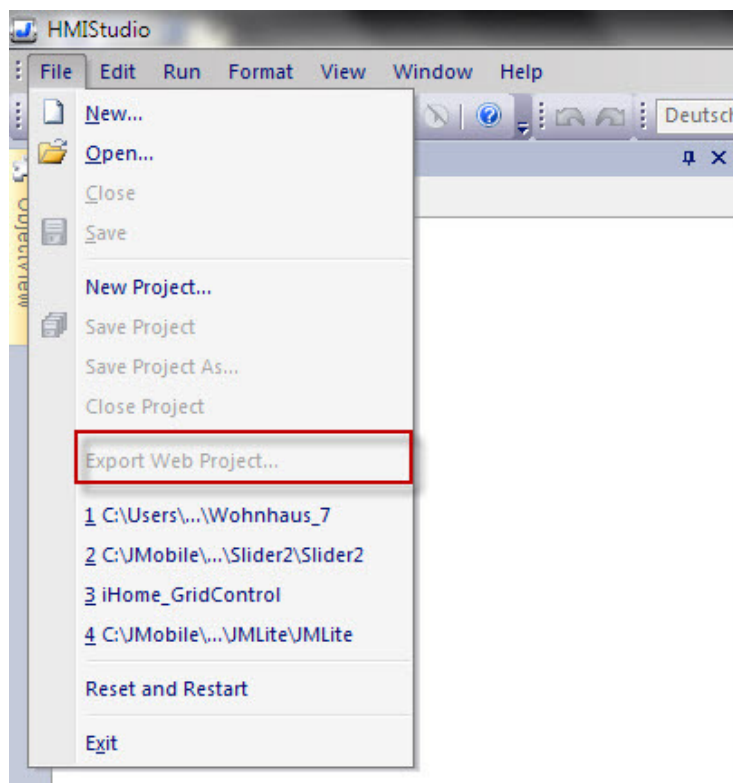 HMIStudio
File Edit Run Format View Window Help
New...
Deutsch
Open...
Close
Save
ObjectView
New Project...
Save Project
Save Project As...
Close Project
Export Web Project...
1 C:\Users\...\Wohnhaus_7
2 C:\JMobile\...\Slider2\Slider2
3 iHome_GridControl
4 C:\JMobile\...\JMLite\JMLite
Reset and Restart
Exit